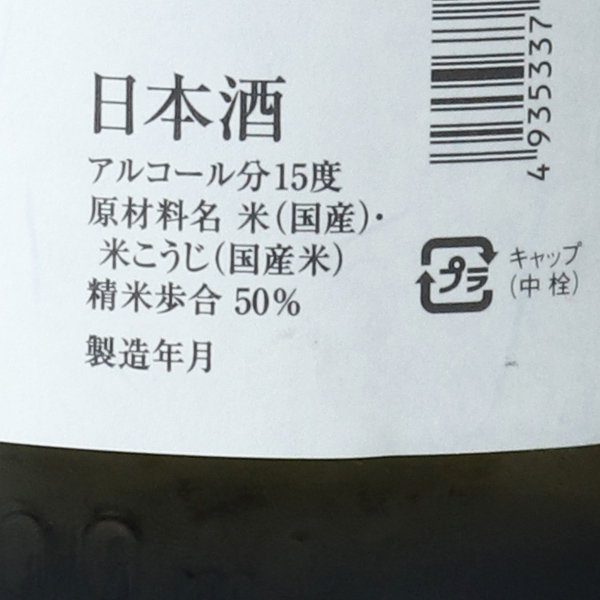 日本酒
アルコール分15度
原材料名 米(国産)・
米こうじ(国産米)
精米歩合 50%
製造年月
4935337
プラ
キャップ
(中栓)